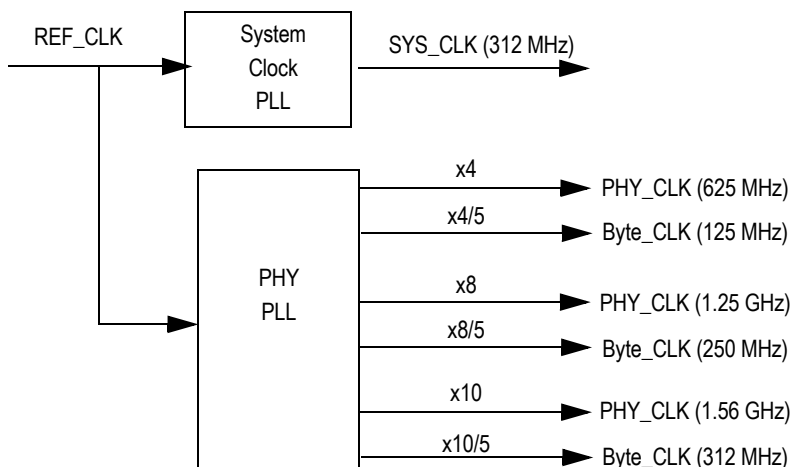 REF_CLK
System
Clock
PLL
SYS_CLK (312 MHz)
PHY
PLL
x4
PHY_CLK (625 MHz)
x4/5
Byte_CLK (125 MHz)
x8
PHY_CLK (1.25 GHz)
x8/5
Byte_CLK (250 MHz)
x10
PHY_CLK (1.56 GHz)
x10/5
Byte_CLK (312 MHz)